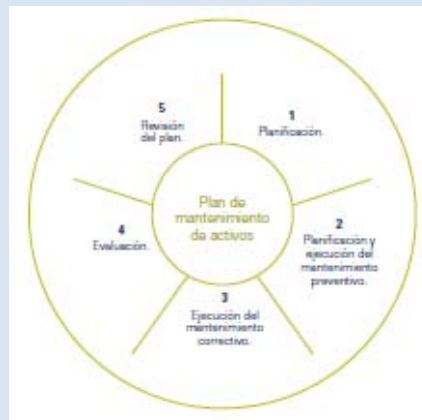 Plan de
mantenimiento
de activos
1
Planificación.
2
Planificación y
ejecución del
mantenimiento
preventivo.
3
Ejecución del
mantenimiento
correctivo.
4
Evaluación.
5
Revisión
del plan.